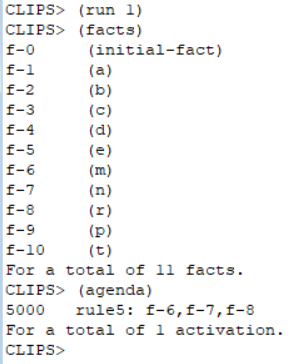 CLIPS> (run 1)
CLIPS> (facts)
f-0 (initial-fact)
f-1 (a)
f-2 (b)
f-3 (c)
f-4 (d)
f-5 (e)
f-6 (m)
f-7 (n)
f-8 (r)
f-9 (p)
f-10 (t)
For a total of 11 facts.
CLIPS> (agenda)
5000 rule5: f-6,f-7,f-8
For a total of 1 activation.
CLIPS>